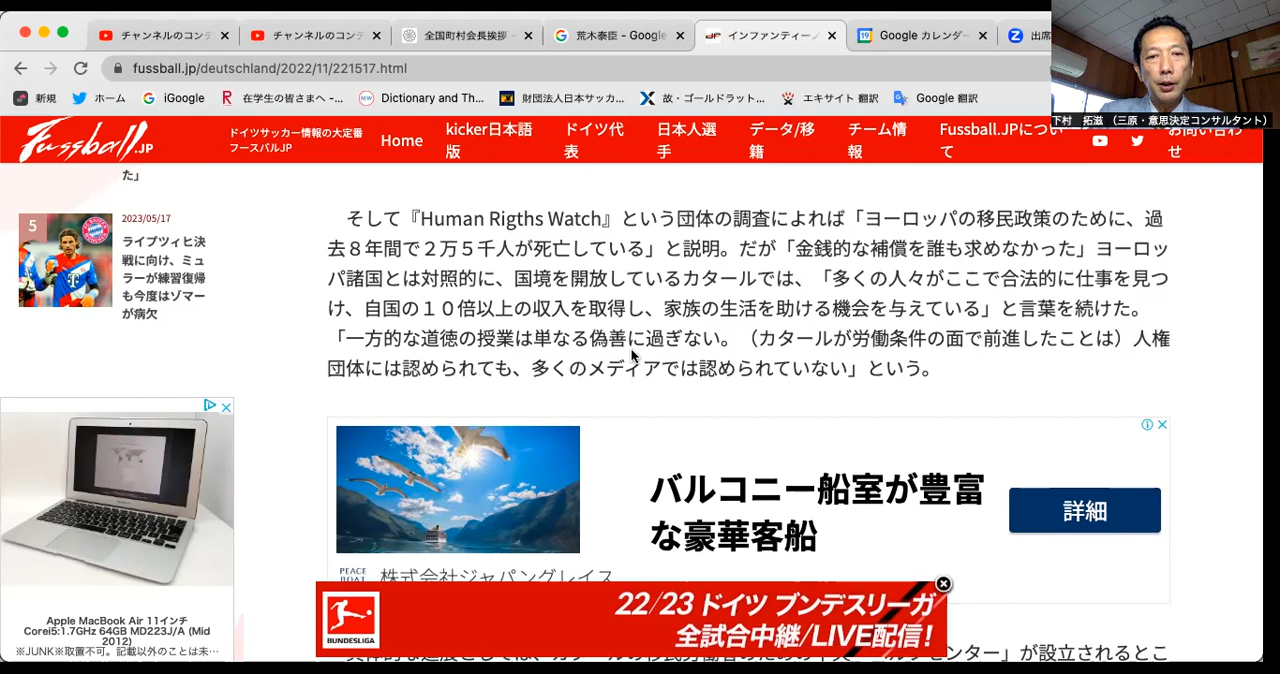 チャンネルのコンテ
チャンネルのコンテ
全国町村会長挨拶 -
荒木泰臣 - Google
インファンティーノ
Google カレンダー
出席
fussball.jp/deutschland/2022/11/221517.html
新規
ホーム
iGoogle
在学生の皆さまへ -...
Dictionary and Th...
財団法人日本サッカ...
故・ゴールドラット...
エキサイト 翻訳
Google 翻訳
下村 拓滋 （三原・意思決定コンサルタント）
Fussball.JP
ドイツサッカー情報の大定番
フースバルJP
Home
kicker日本語
版
ドイツ代
表
日本人選
手
データ/移
籍
チーム情
報
Fussball.JPについ
て
お問い合わ
せ
た」
5
2023/05/17
ライプツィヒ決
戦に向け、ミュ
ラーが練習復帰
も今度はゾマー
が病欠
そして『Human Rigths Watch』という団体の調査によれば「ヨーロッパの移民政策のために、過
去８年間で２万５千人が死亡している」と説明。だが「金銭的な補償を誰も求めなかった」ヨーロッ
パ諸国とは対照的に、国境を開放しているカタールでは、「多くの人々がここで合法的に仕事を見つ
け、自国の１０倍以上の収入を取得し、家族の生活を助ける機会を与えている」と言葉を続けた。
「一方的な道徳の授業は単なる偽善に過ぎない。（カタールが労働条件の面で前進したことは）人権
団体には認められても、多くのメディアでは認められていない」という。
Apple MacBook Air 11インチ
Corei5:1.7GHz 64GB MD223J/A (Mid
2012)
※JUNK※取置不可。記載以外のことは未…
バルコニー船室が豊富
な豪華客船
詳細
PEACE
BOAT
株式会社ジャパングレイス
BUNDESLIGA
22/23 ドイツ ブンデスリーガ
全試合中継/LIVE配信！
センター」が設立されるとこ